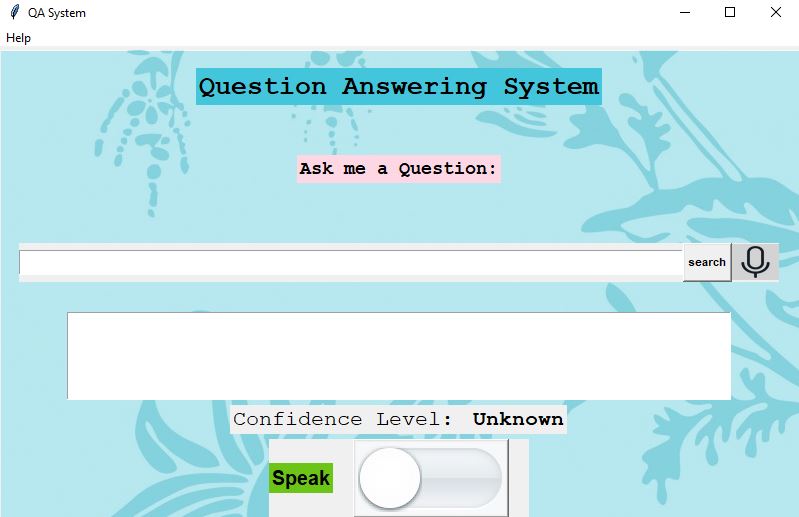 QA System
Help
Question Answering System
Ask me a Question:
search
Confidence Level: Unknown
Speak